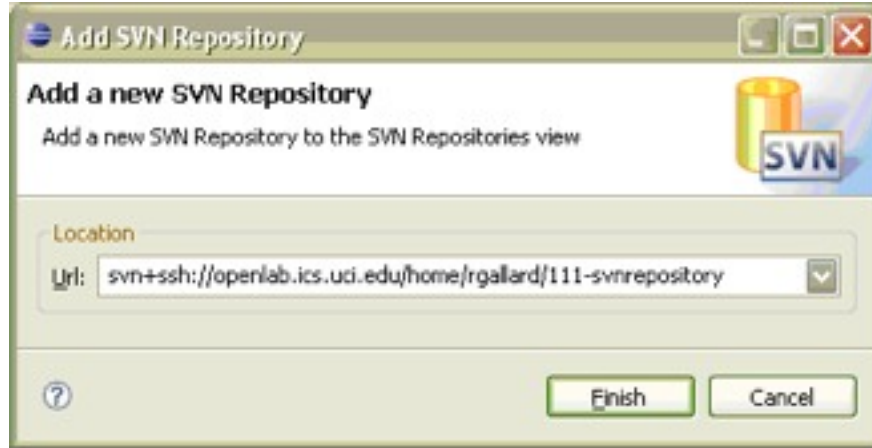 Add SVN Repository
Add a new SVN Repository
Add a new SVN Repository to the SVN Repositories view
SVN
Location
Url: svn+ssh://openlab.ics.uci.edu/home/rgallard/111-svnrepository
?
Finish Cancel